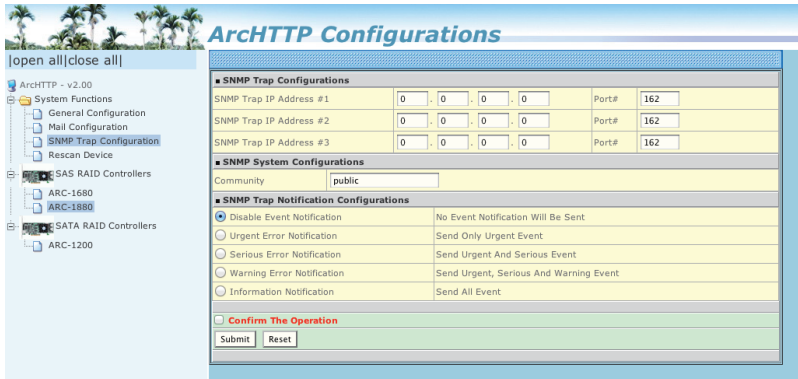 ArcHTTP Configurations
|open all|close all|
ArcHTTP - v2.00
System Functions
General Configuration
Mail Configuration
SNMP Trap Configuration
Rescan Device
SAS RAID Controllers
ARC-1680
ARC-1880
SATA RAID Controllers
ARC-1200
SNMP Trap Configurations
SNMP Trap IP Address #1 0 . 0 . 0 . 0 Port# 162
SNMP Trap IP Address #2 0 . 0 . 0 . 0 Port# 162
SNMP Trap IP Address #3 0 . 0 . 0 . 0 Port# 162
SNMP System Configurations
Community public
SNMP Trap Notification Configurations
Disable Event Notification No Event Notification Will Be Sent
Urgent Error Notification Send Only Urgent Event
Serious Error Notification Send Urgent And Serious Event
Warning Error Notification Send Urgent, Serious And Warning Event
Information Notification Send All Event
Confirm The Operation
Submit Reset